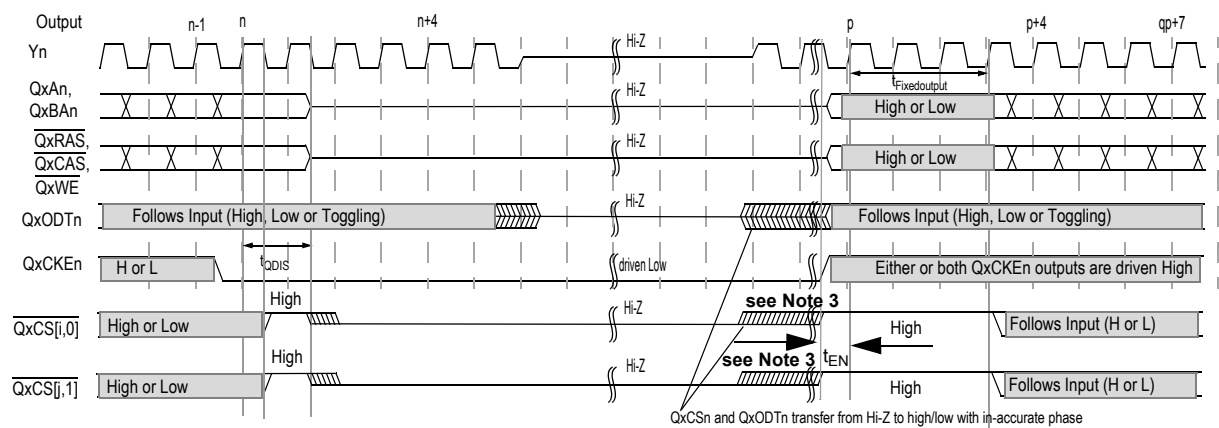 Output
n-1
n
n+4
p
p+4
qp+7
Yn
Hi-Z
tFixedoutput
QxAn,
QxBAn
Hi-Z
High or Low
QxRAS,
QxCAS,
QxWE
Hi-Z
High or Low
QxODTn
Follows Input (High, Low or Toggling)
Hi-Z
Follows Input (High, Low or Toggling)
tQDIS
QxCKEn
H or L
driven Low
Either or both QxCKEn outputs are driven High
High
Hi-Z
see Note 3
QxCS[i,0]
High or Low
High
Follows Input (H or L)
High
see Note 3
tEN
Hi-Z
QxCS[j,1]
High or Low
High
Follows Input (H or L)
QxCSn and QxODTn transfer from Hi-Z to high/low with in-accurate phase